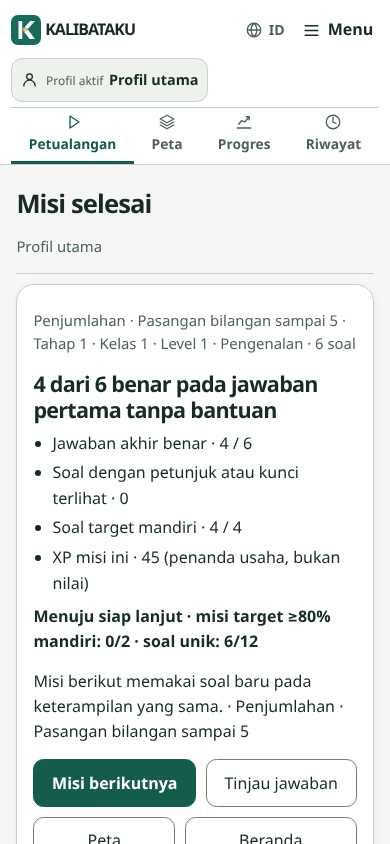 KALIBATAKU
ID
Menu
Profil aktif Profil utama
Petualangan
Peta
Progres
Riwayat
Misi selesai
Profil utama
Penjumlahan · Pasangan bilangan sampai 5 ·
Tahap 1 · Kelas 1 · Level 1 · Pengenalan · 6 soal
4 dari 6 benar pada jawaban
pertama tanpa bantuan
• Jawaban akhir benar · 4 / 6
• Soal dengan petunjuk atau kunci
terlihat · 0
• Soal target mandiri · 4 / 4
• XP misi ini · 45 (penanda usaha, bukan
nilai)
Menuju siap lanjut · misi target ≥80%
mandiri: 0/2 · soal unik: 6/12
Misi berikut memakai soal baru pada
keterampilan yang sama. · Penjumlahan ·
Pasangan bilangan sampai 5
Misi berikutnya
Tinjau jawaban
Peta
Beranda